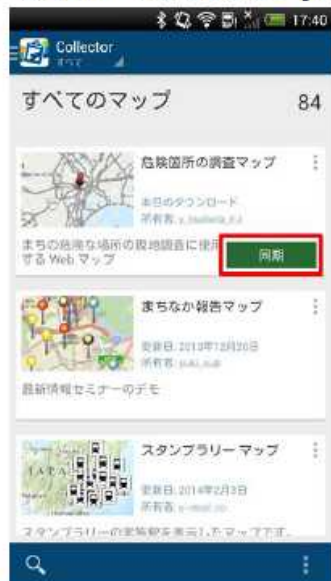 17:40
Collector
すべて
すべてのマップ 84
危険箇所の調査マップ
本日のダウンロード
まちの危険な場所の現地調査に使用
する Web マップ
同期
まちなか報告マップ
更新日: 2013年12月20日
最新情報セミナーのデモ
JAPAN
スタンプラリーマップ
更新日: 2014年2月3日